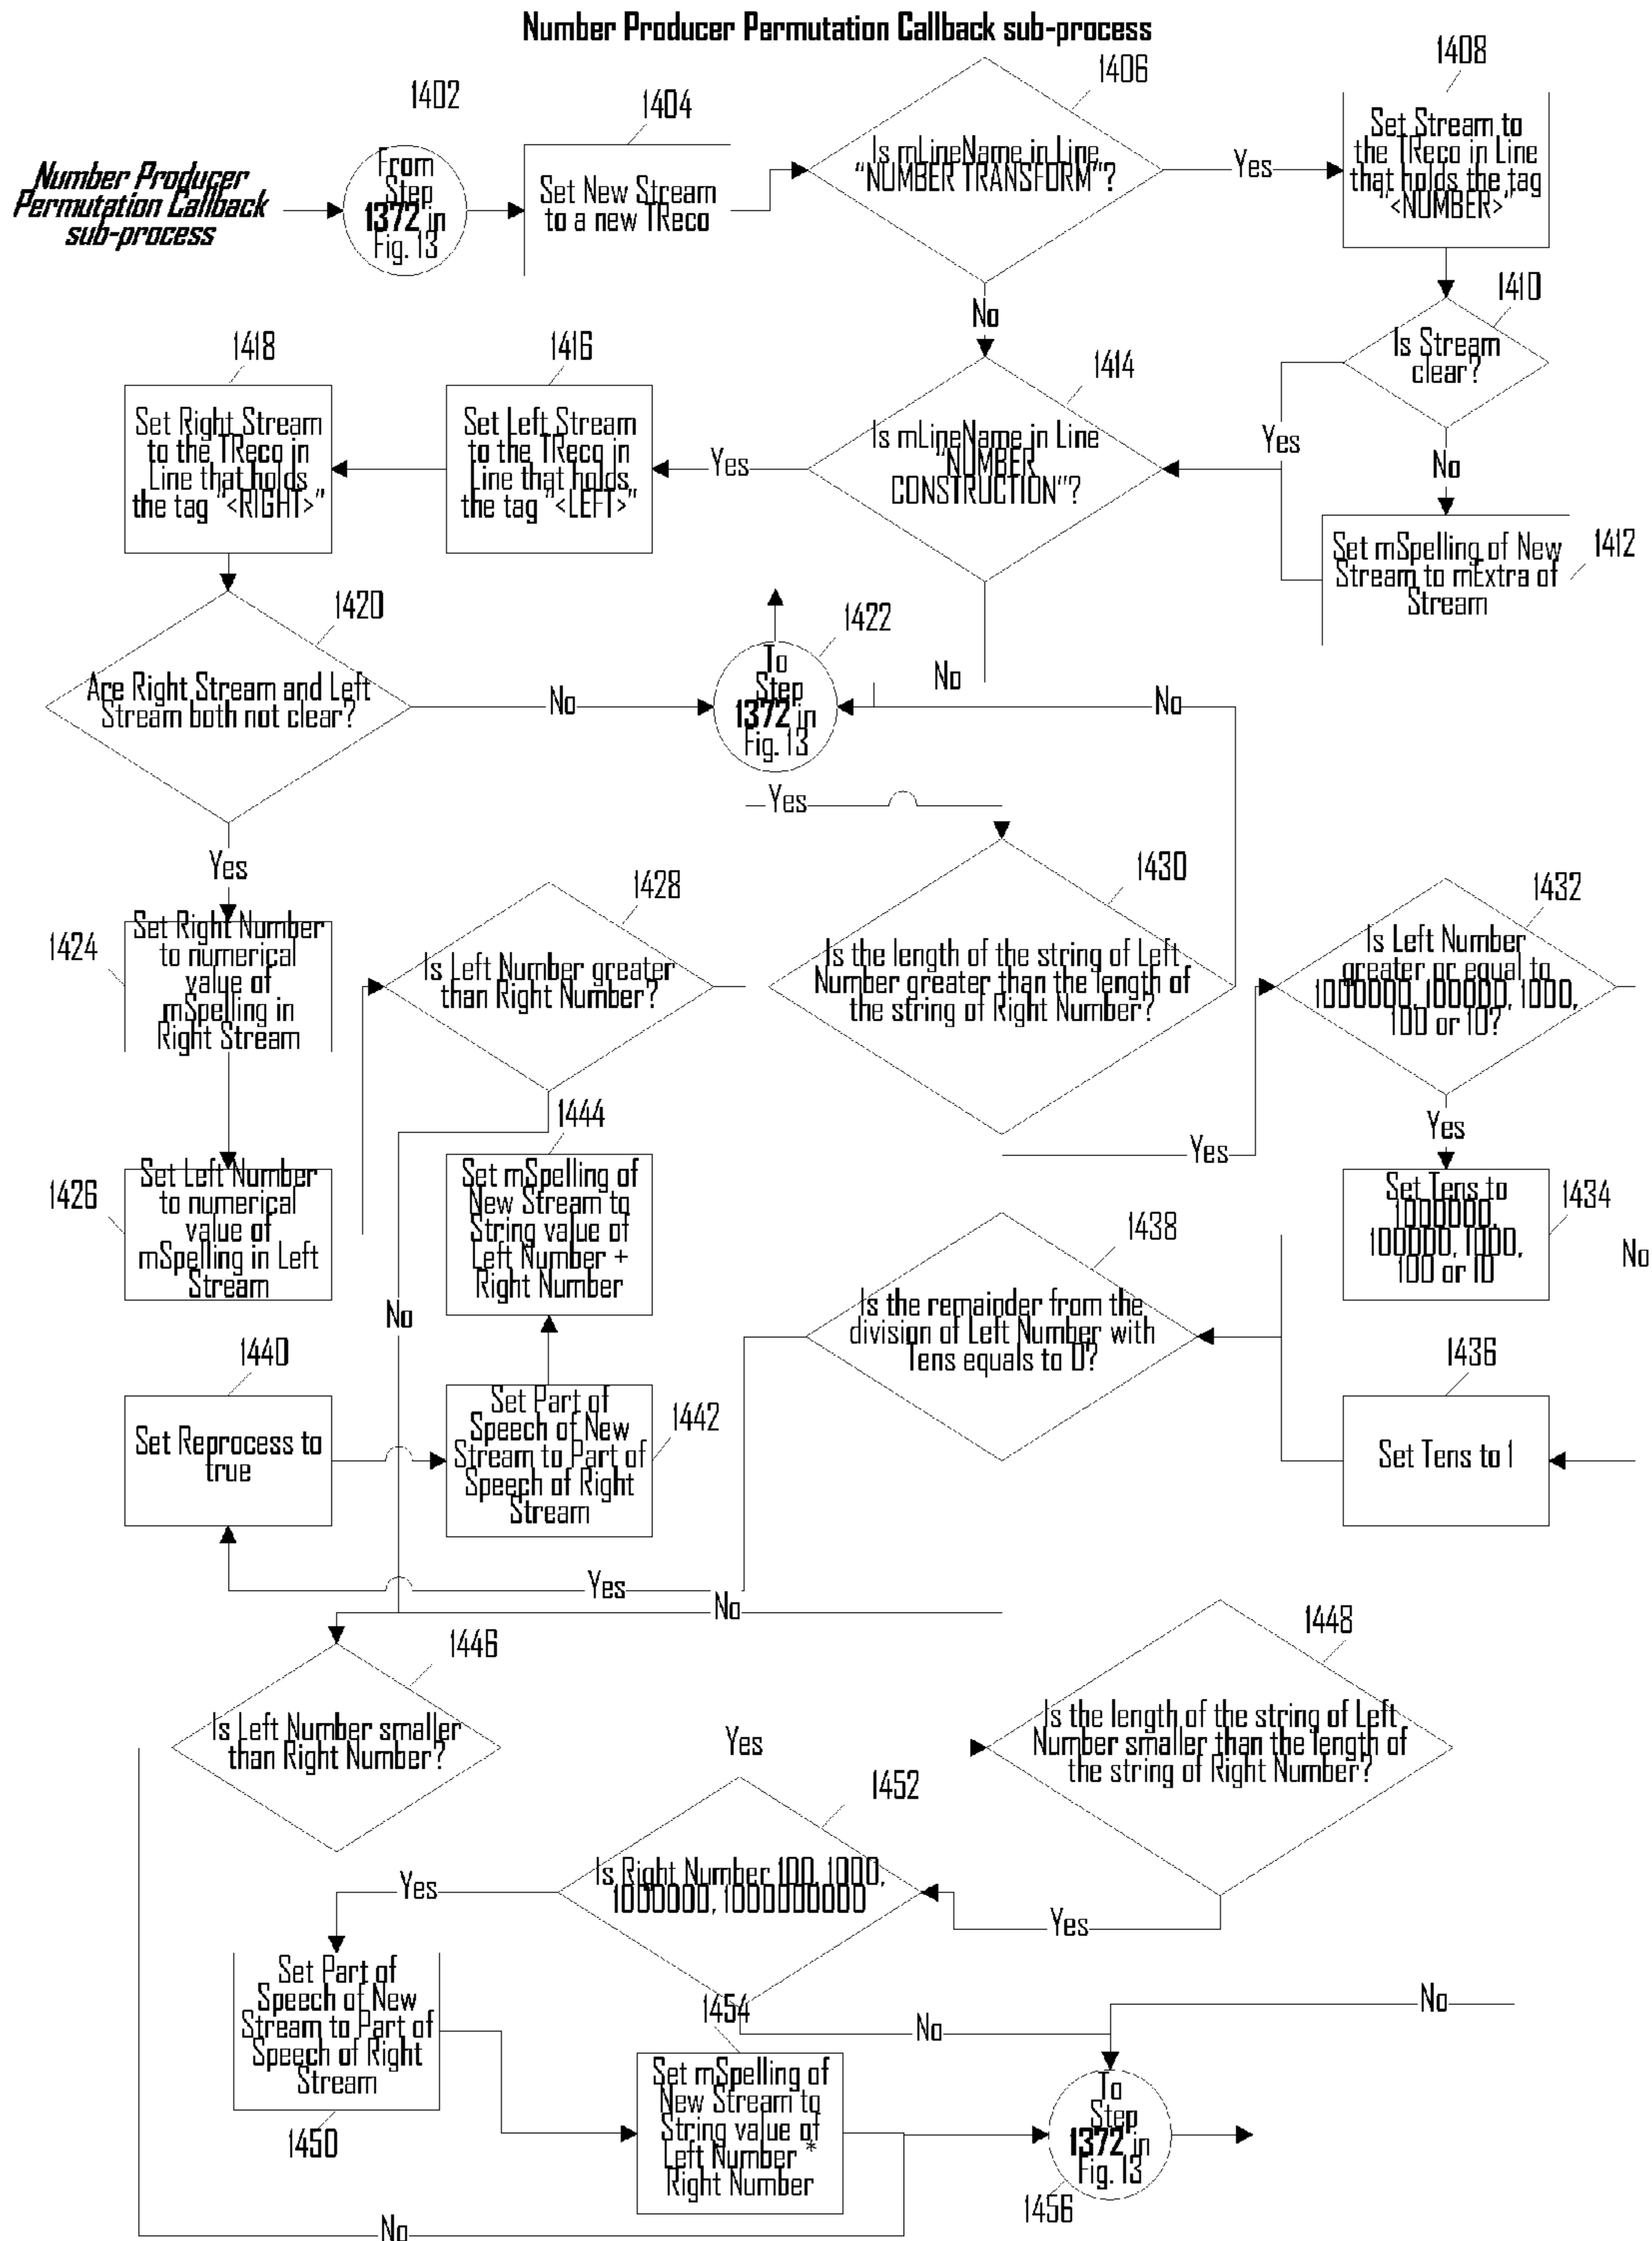 Number Producer Permutation Callback sub-process
1402
1404
1406
1408
Number Producer
Permutation Callback
sub-process
From
Step
1372 in
Fig. 13
Set New Stream
to a new TReco
Is mLineName in Line
"NUMBER TRANSFORM"?
Yes
Set Stream to
the TReco in Line
that holds the tag
"<NUMBER>"
No
1410
Is Stream
clear?
Yes
No
1418
1416
1414
Set Right Stream
to the TReco in
Line that holds
the tag "<RIGHT>"
Set Left Stream
to the TReco in
Line that holds
the tag "<LEFT>"
Yes
Is mLineName in Line
"NUMBER
CONSTRUCTION"?
Set mSpelling of New
Stream to mExtra of
Stream
1412
1420
1422
Are Right Stream and Left
Stream both not clear?
No
To
Step
1372 in
Fig. 13
No
No
Yes
Yes
1424
Set Right Number
to numerical
value of
mSpelling in
Right Stream
1428
Is Left Number greater
than Right Number?
1430
Is the length of the string of Left
Number greater than the length of
the string of Right Number?
1432
Is Left Number
greater or equal to
1000000, 100000, 1000,
100 or 10?
Yes
Yes
1426
Set Left Number
to numerical
value of
mSpelling in Left
Stream
1444
Set mSpelling of
New Stream to
String value of
Left Number +
Right Number
1438
Is the remainder from the
division of Left Number with
Tens equals to 0?
Set Tens to
1000000,
100000, 1000,
100 or 10
1434
No
No
1440
Set Reprocess to
true
Set Part of
Speech of New
Stream to Part of
Speech of Right
Stream
1442
1436
Set Tens to 1
Yes
No
1446
Is Left Number smaller
than Right Number?
Yes
1448
Is the length of the string of Left
Number smaller than the length of
the string of Right Number?
1452
Is Right Number 100, 1000,
1000000, 1000000000
Yes
Yes
Set Part of
Speech of New
Stream to Part of
Speech of Right
Stream
1450
1454
No
No
Set mSpelling of
New Stream to
String value of
Left Number *
Right Number
To
Step
1372 in
Fig. 13
1456
No